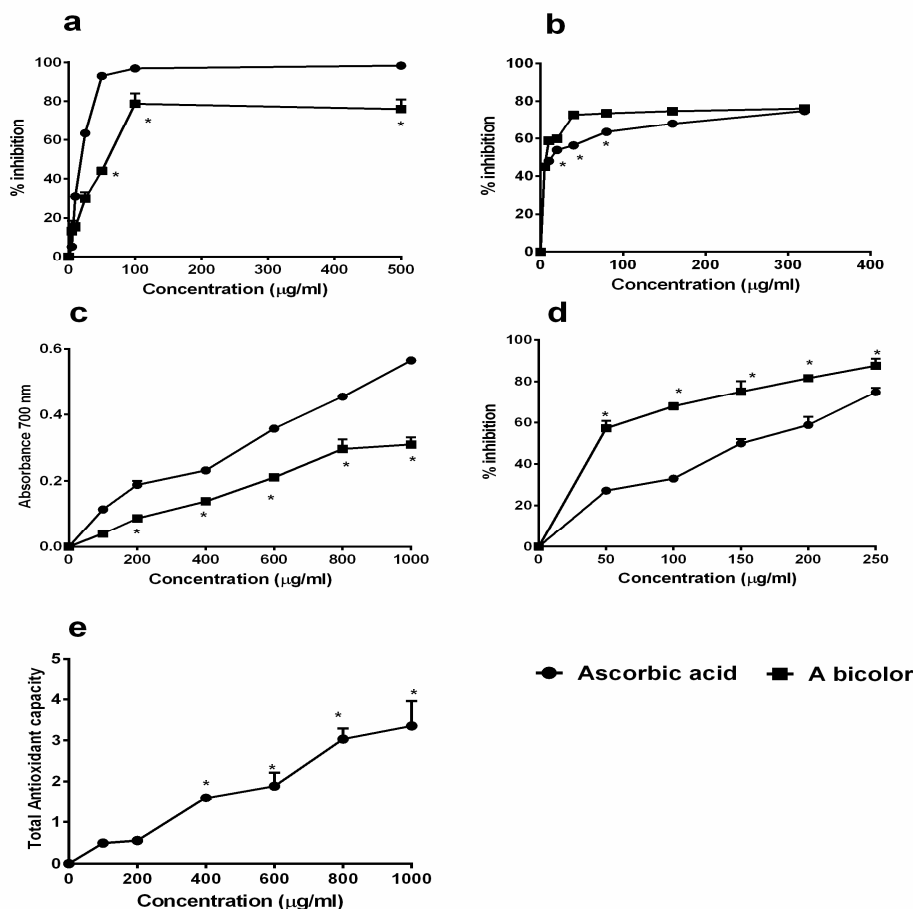 a
100
80
60
40
20
0
% inhibition
0 100 200 300 400 500
Concentration (μg/ml)
*
*
*
b
100
80
60
40
20
0
% inhibition
0 100 200 300 400
Concentration (μg/ml)
* * *
c
0.6
0.4
0.2
0.0
Absorbance 700 nm
0 200 400 600 800 1000
Concentration (μg/ml)
* * * * *
d
100
80
60
40
20
0
% inhibition
0 50 100 150 200 250
Concentration (μg/ml)
* * * * *
e
5
4
3
2
1
0
Total Antioxidant capacity
0 200 400 600 800 1000
Concentration (μg/ml)
* * * *
Ascorbic acid A bicolor